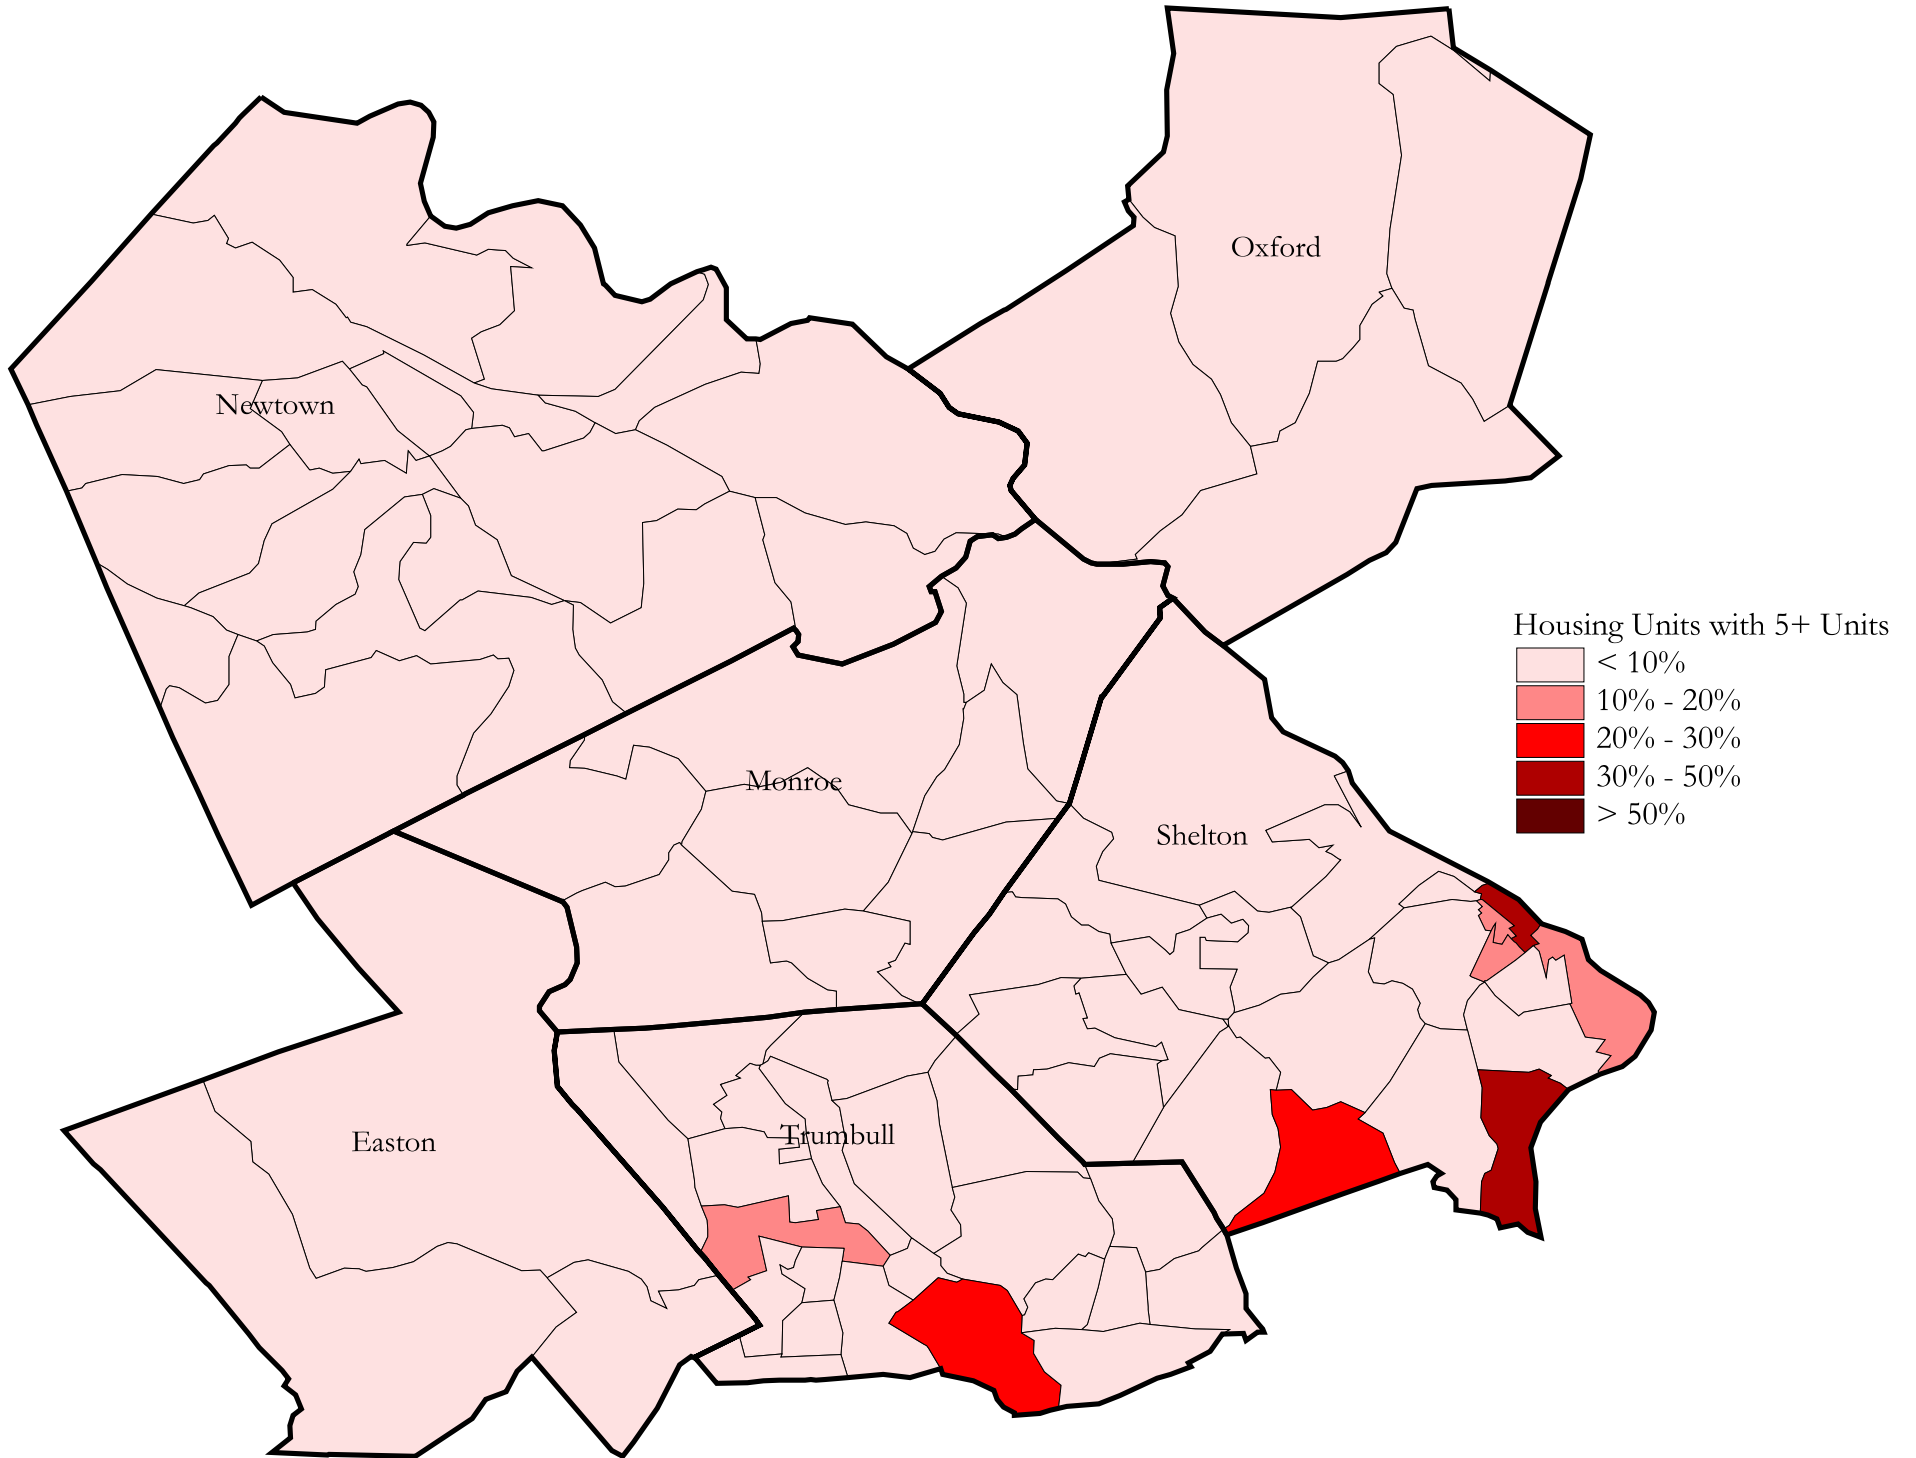 Oxford
Newtown
Housing Units with 5+ Units
< 10%
10% - 20%
20% - 30%
30% - 50%
> 50%
Monroe
Shelton
Trumbull
Easton